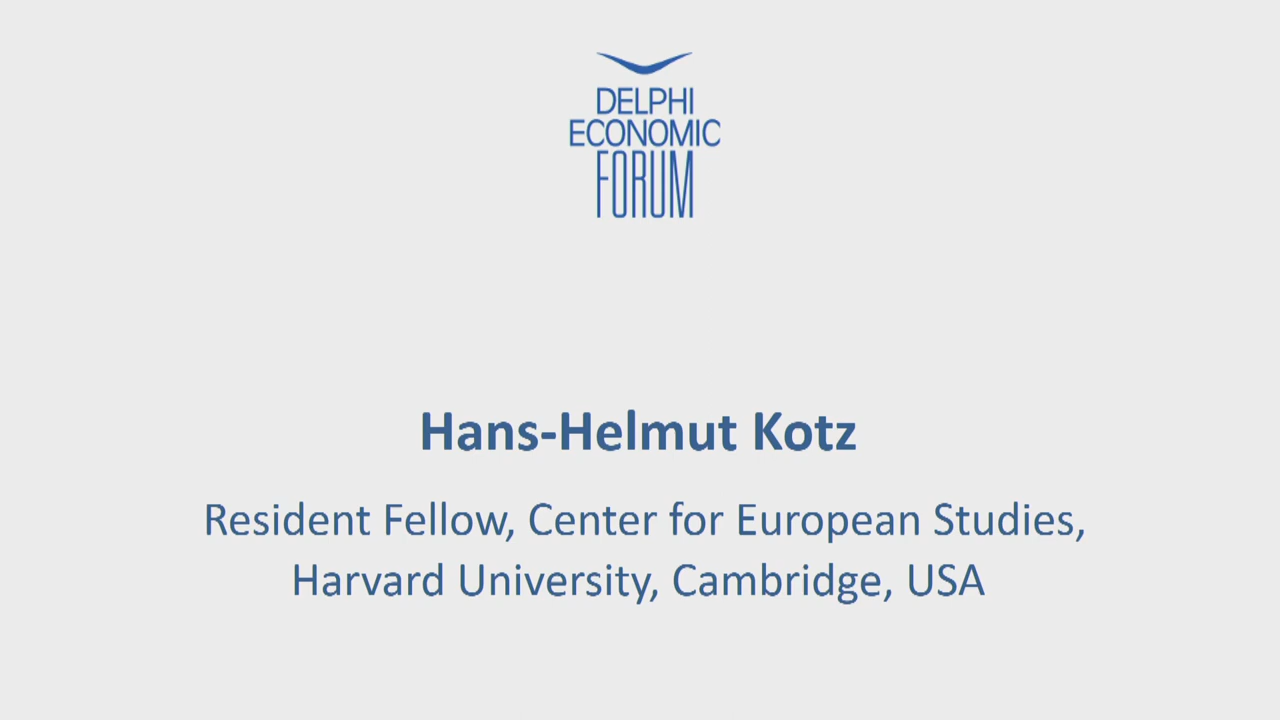 DELPHI
ECONOMIC
FORUM
Hans-Helmut Kotz
Resident Fellow, Center for European Studies,
Harvard University, Cambridge, USA